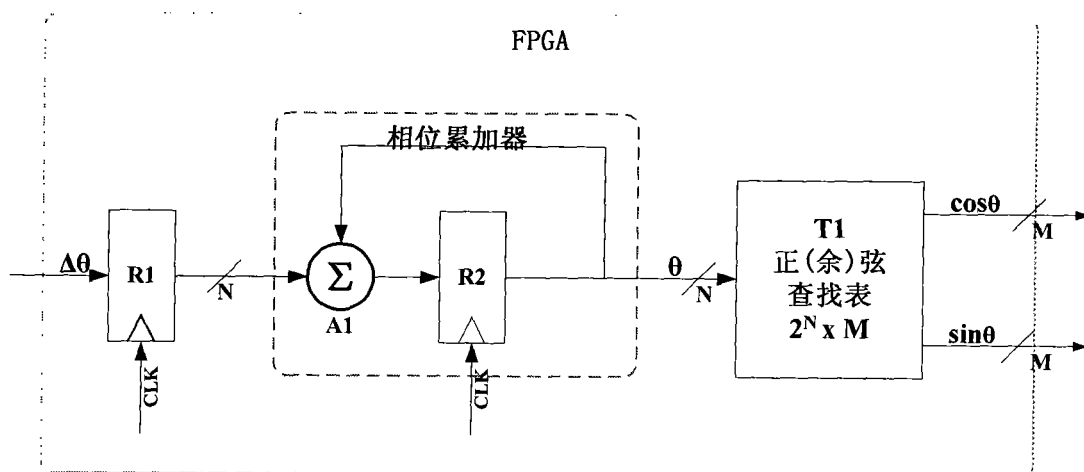 FPGA
相位累加器
Δθ
R1
N
Σ
A1
R2
θ
N
T1
正(余)弦
查找表
2^N x M
cosθ
M
sinθ
M
CLK
CLK